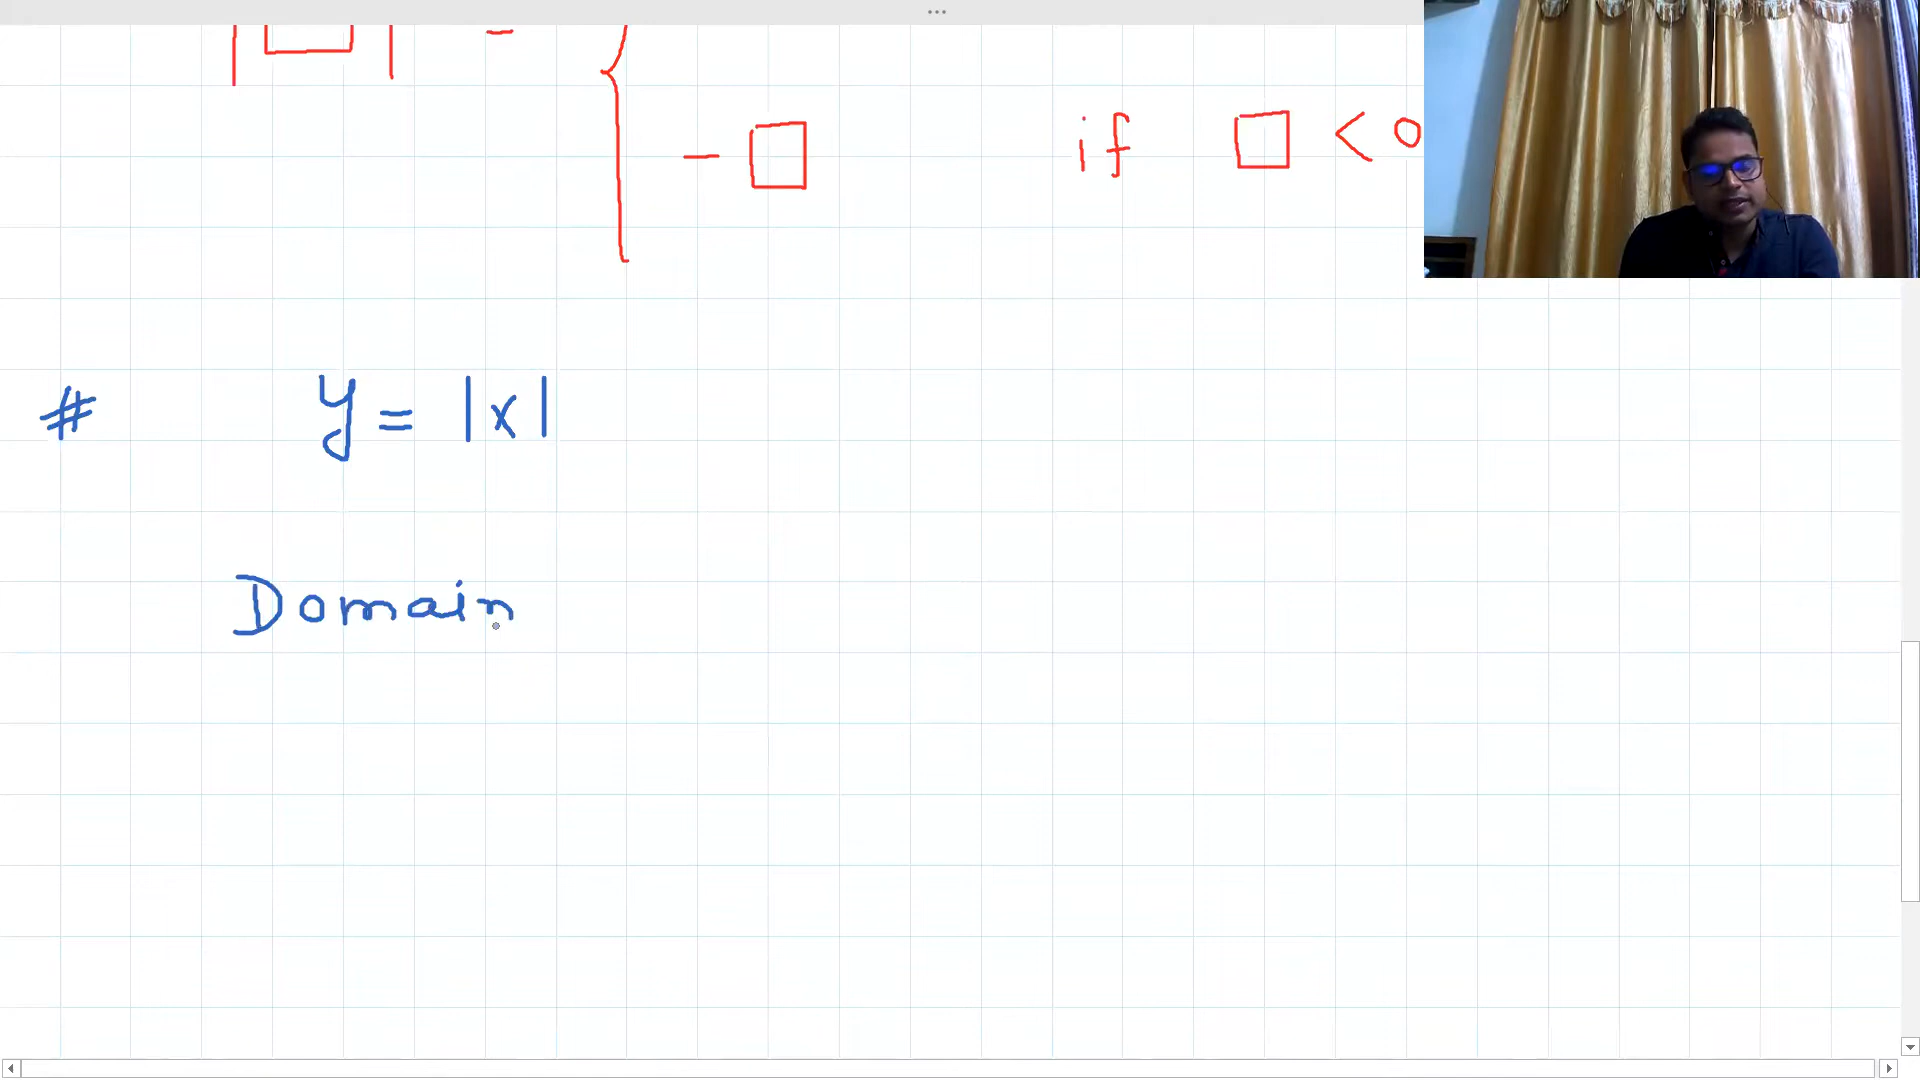 |□| = {
-□ if □ < 0
# y = |x|
Domain